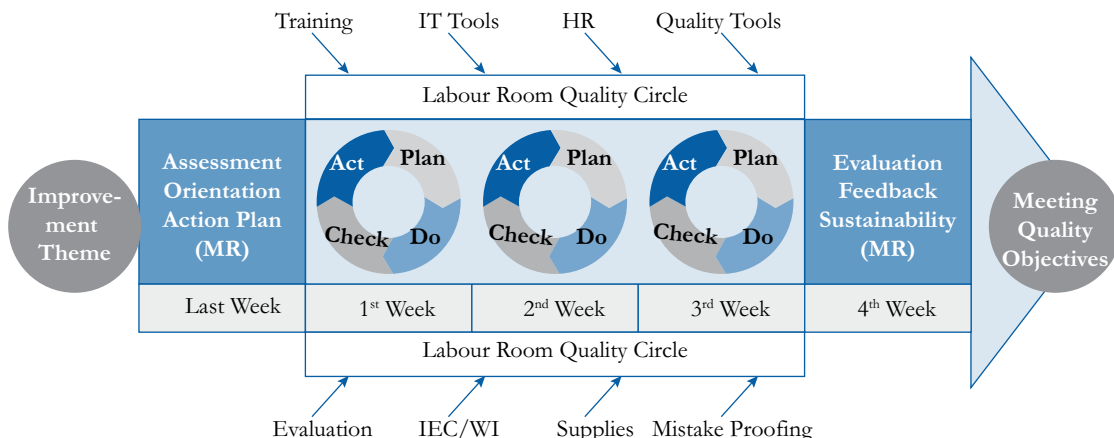 Training IT Tools HR Quality Tools
Labour Room Quality Circle
Improve-
ment
Theme
Assessment
Orientation
Action Plan
(MR)
Act Plan
Check Do
Act Plan
Check Do
Act Plan
Check Do
Evaluation
Feedback
Sustainability
(MR)
Meeting
Quality
Objectives
Last Week 1st Week 2nd Week 3rd Week 4th Week
Labour Room Quality Circle
Evaluation IEC/WI Supplies Mistake Proofing